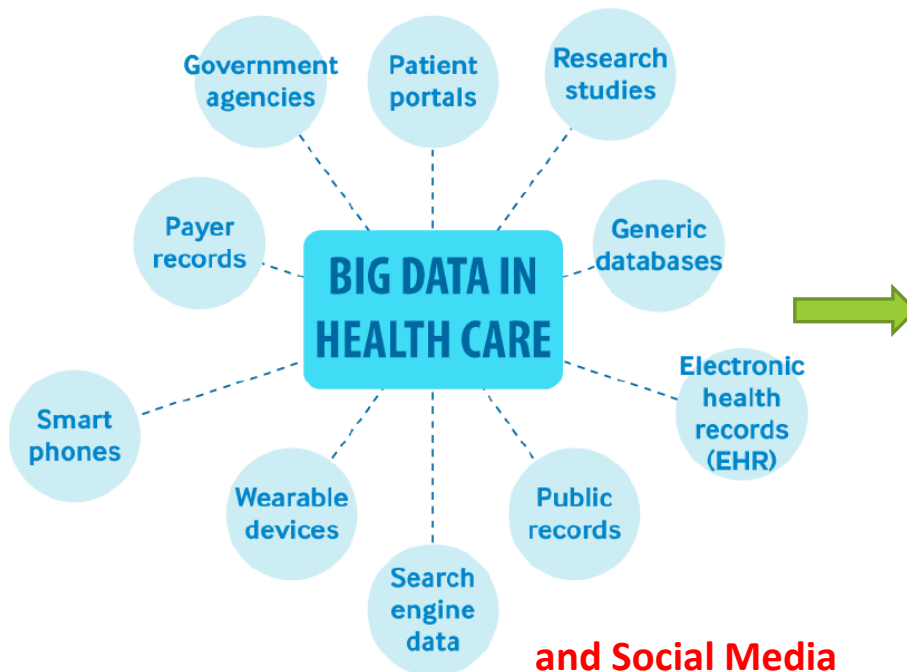 Government
agencies
Patient
portals
Research
studies
Payer
records
BIG DATA IN
HEALTH CARE
Generic
databases
Smart
phones
Electronic
health
records
(EHR)
Wearable
devices
Public
records
Search
engine
data
and Social Media